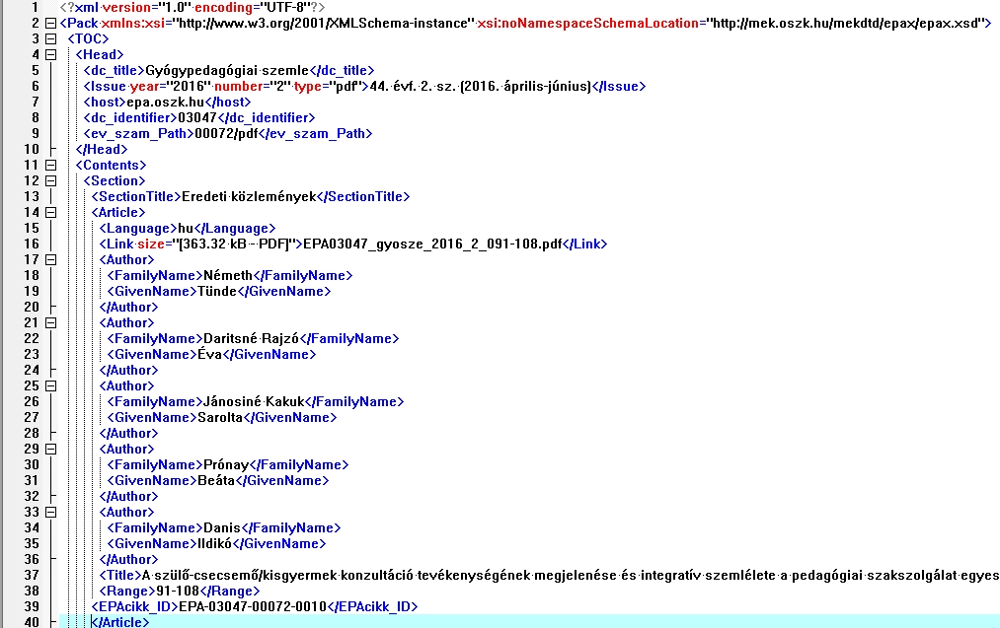 1 <?xml version="1.0" encoding="UTF-8"?>
2 <Pack xmlns:xsi="http://www.w3.org/2001/XMLSchema-instance" xsi:noNamespaceSchemaLocation="http://mek.oszk.hu/mekdtd/epax/epax.xsd">
3 <TOC>
4 <Head>
5 <dc_title>Gyógypedagógiai szemle</dc_title>
6 <Issue year="2016" number="2" type="pdf">44. évf. 2. sz. (2016. április-június)</Issue>
7 <host>epa.oszk.hu</host>
8 <dc_identifier>03047</dc_identifier>
9 <ev_szam_Path>00072/pdf</ev_szam_Path>
10 </Head>
11 <Contents>
12 <Section>
13 <SectionTitle>Eredeti közlemények</SectionTitle>
14 <Article>
15 <Language>hu</Language>
16 <Link size="[363.32 kB - PDF]">EPA03047_gyosze_2016_2_091-108.pdf</Link>
17 <Author>
18 <FamilyName>Németh</FamilyName>
19 <GivenName>Tünde</GivenName>
20 </Author>
21 <Author>
22 <FamilyName>Daritsné Rajzó</FamilyName>
23 <GivenName>Éva</GivenName>
24 </Author>
25 <Author>
26 <FamilyName>Jánosiné Kakuk</FamilyName>
27 <GivenName>Sarolta</GivenName>
28 </Author>
29 <Author>
30 <FamilyName>Prónay</FamilyName>
31 <GivenName>Beáta</GivenName>
32 </Author>
33 <Author>
34 <FamilyName>Danis</FamilyName>
35 <GivenName>Ildikó</GivenName>
36 </Author>
37 <Title>A szülő-csecsemő/kisgyermek konzultáció tevékenységének megjelenése és integratív szemlélete a pedagógiai szakszolgálat egyes
38 <Range>91-108</Range>
39 <EPAcikk_ID>EPA-03047-00072-0010</EPAcikk_ID>
40 </Article>